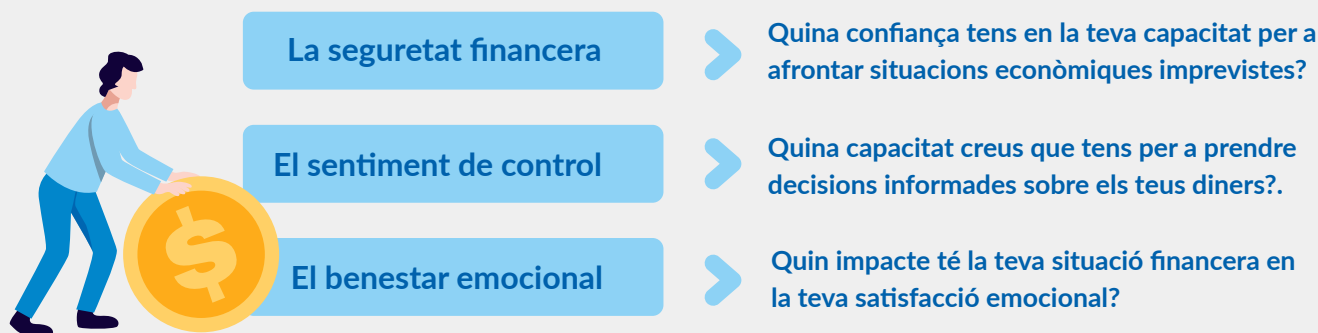 La seguretat financera
Quina confiança tens en la teva capacitat per a
afrontar situacions econòmiques imprevistes?
El sentiment de control
Quina capacitat creus que tens per a prendre
decisions informades sobre els teus diners?.
El benestar emocional
Quin impacte té la teva situació financera en
la teva satisfacció emocional?
$